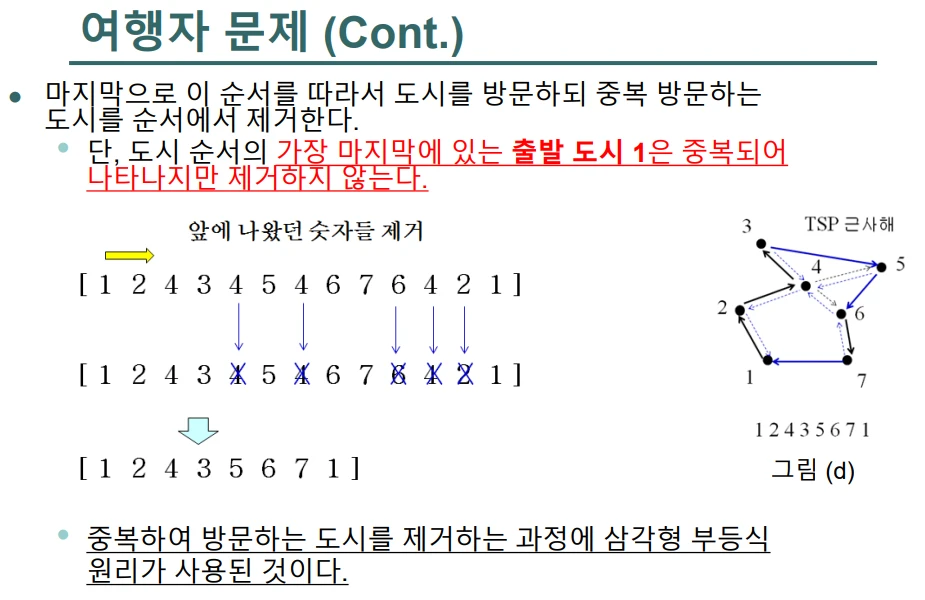 여행자 문제 (Cont.)
마지막으로 이 순서를 따라서 도시를 방문하되 중복 방문하는
도시를 순서에서 제거한다.
단, 도시 순서의 가장 마지막에 있는 출발 도시 1은 중복되어
나타나지만 제거하지 않는다.
앞에 나왔던 숫자들 제거
[ 1 2 4 3 4 5 4 6 7 6 4 2 1 ]
[ 1 2 4 3 4 5 4 6 7 6 4 2 1 ]
[ 1 2 4 3 5 6 7 1 ]
TSP 근사해
3
4
5
2
6
1
7
1 2 4 3 5 6 7 1
그림 (d)
중복하여 방문하는 도시를 제거하는 과정에 삼각형 부등식
원리가 사용된 것이다.